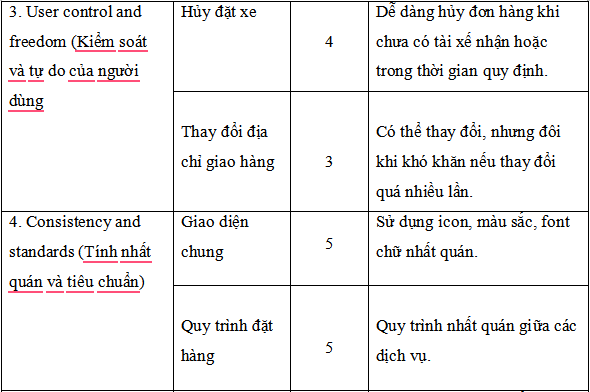 3. User control and
freedom (Kiểm soát
và tự do của người
dùng
Hủy đặt xe
4
Dễ dàng hủy đơn hàng khi
chưa có tài xế nhận hoặc
trong thời gian quy định.
Thay đổi địa
chỉ giao hàng
3
Có thể thay đổi, nhưng đôi
khi khó khăn nếu thay đổi
quá nhiều lần.
4. Consistency and
standards (Tính nhất
quán và tiêu chuẩn)
Giao diện
chung
5
Sử dụng icon, màu sắc, font
chữ nhất quán.
Quy trình đặt
hàng
5
Quy trình nhất quán giữa các
dịch vụ.